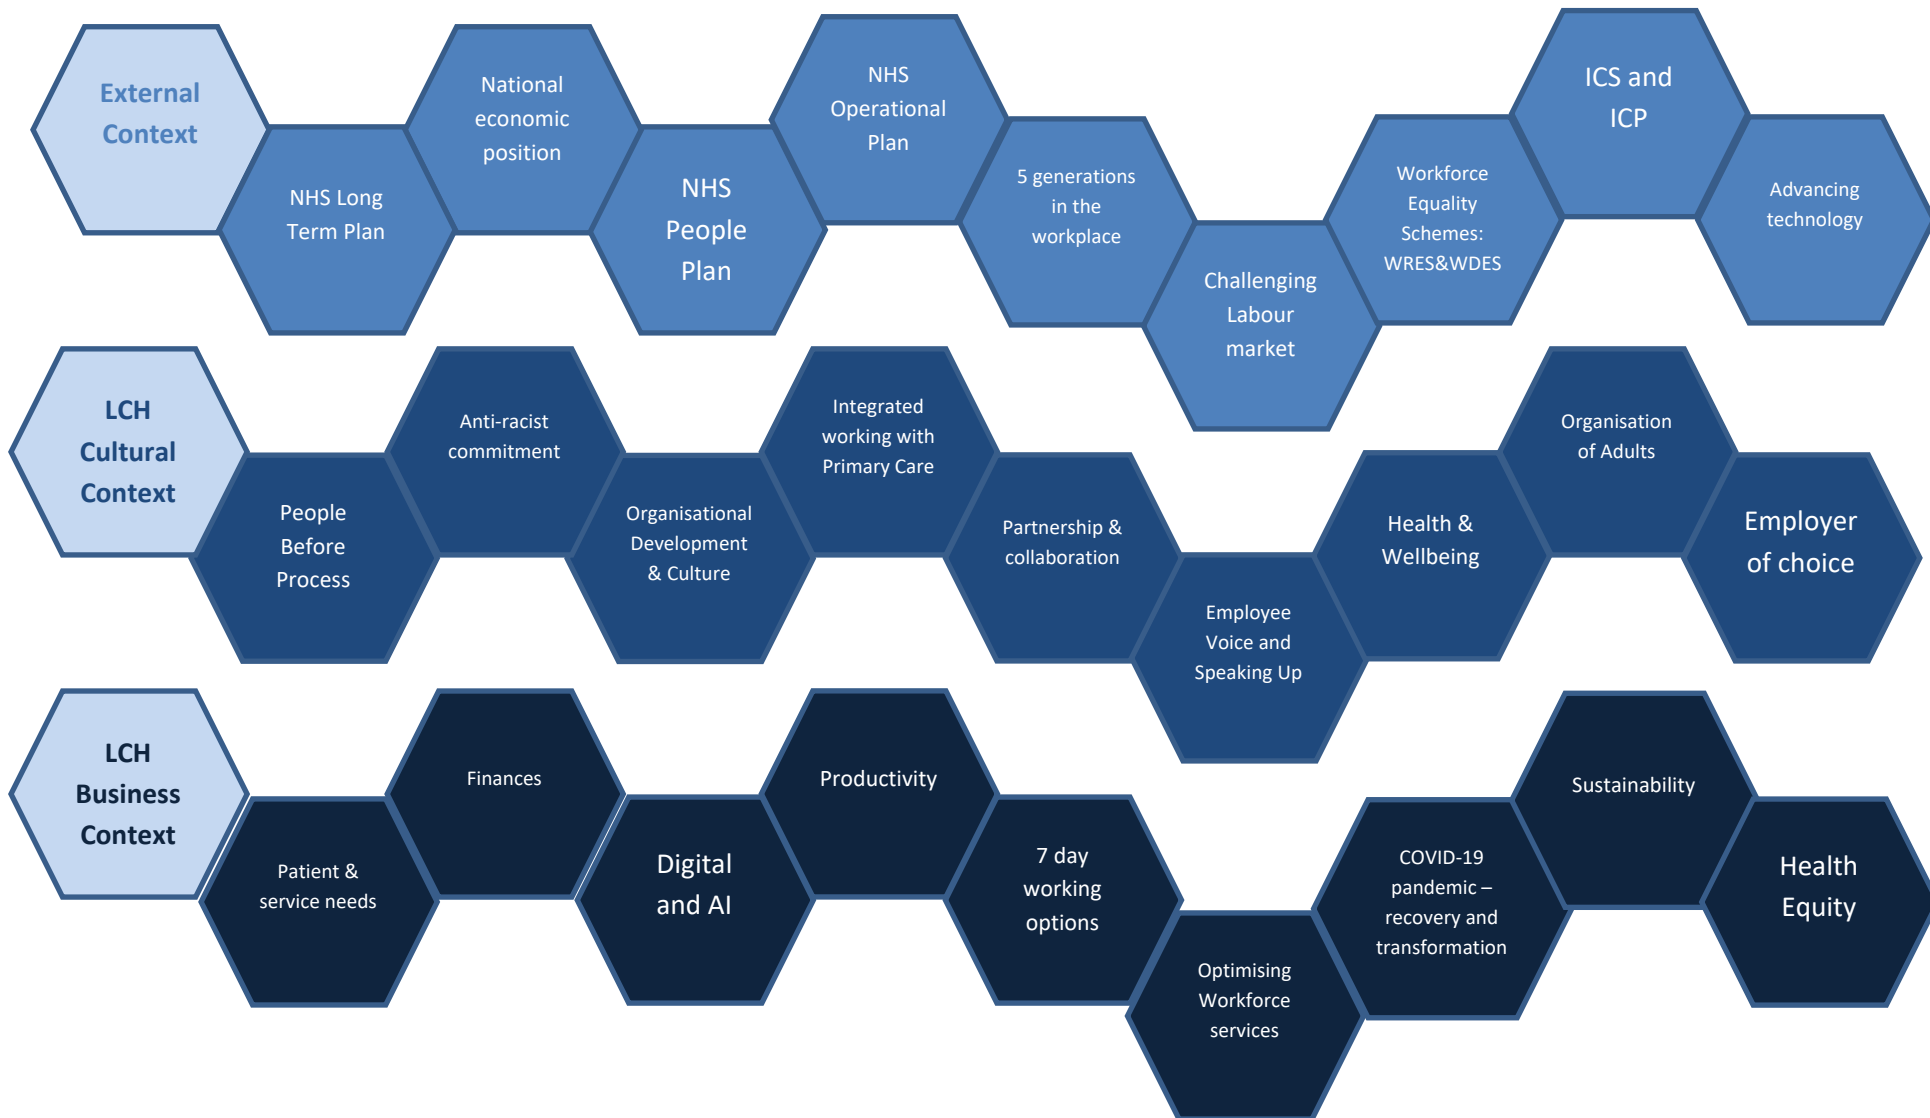 External
Context
NHS Long
Term Plan
National
economic
position
NHS
People
Plan
NHS
Operational
Plan
5 generations
in the
workplace
Challenging
Labour
market
Workforce
Equality
Schemes:
WRES&WDES
ICS and
ICP
Advancing
technology
LCH
Cultural
Context
People
Before
Process
Anti-racist
commitment
Organisational
Development
& Culture
Integrated
working with
Primary Care
Partnership &
collaboration
Employee
Voice and
Speaking Up
Health &
Wellbeing
Organisation
of Adults
Employer
of choice
LCH
Business
Context
Patient &
service needs
Finances
Digital
and AI
Productivity
7 day
working
options
Optimising
Workforce
services
COVID-19
pandemic –
recovery and
transformation
Sustainability
Health
Equity